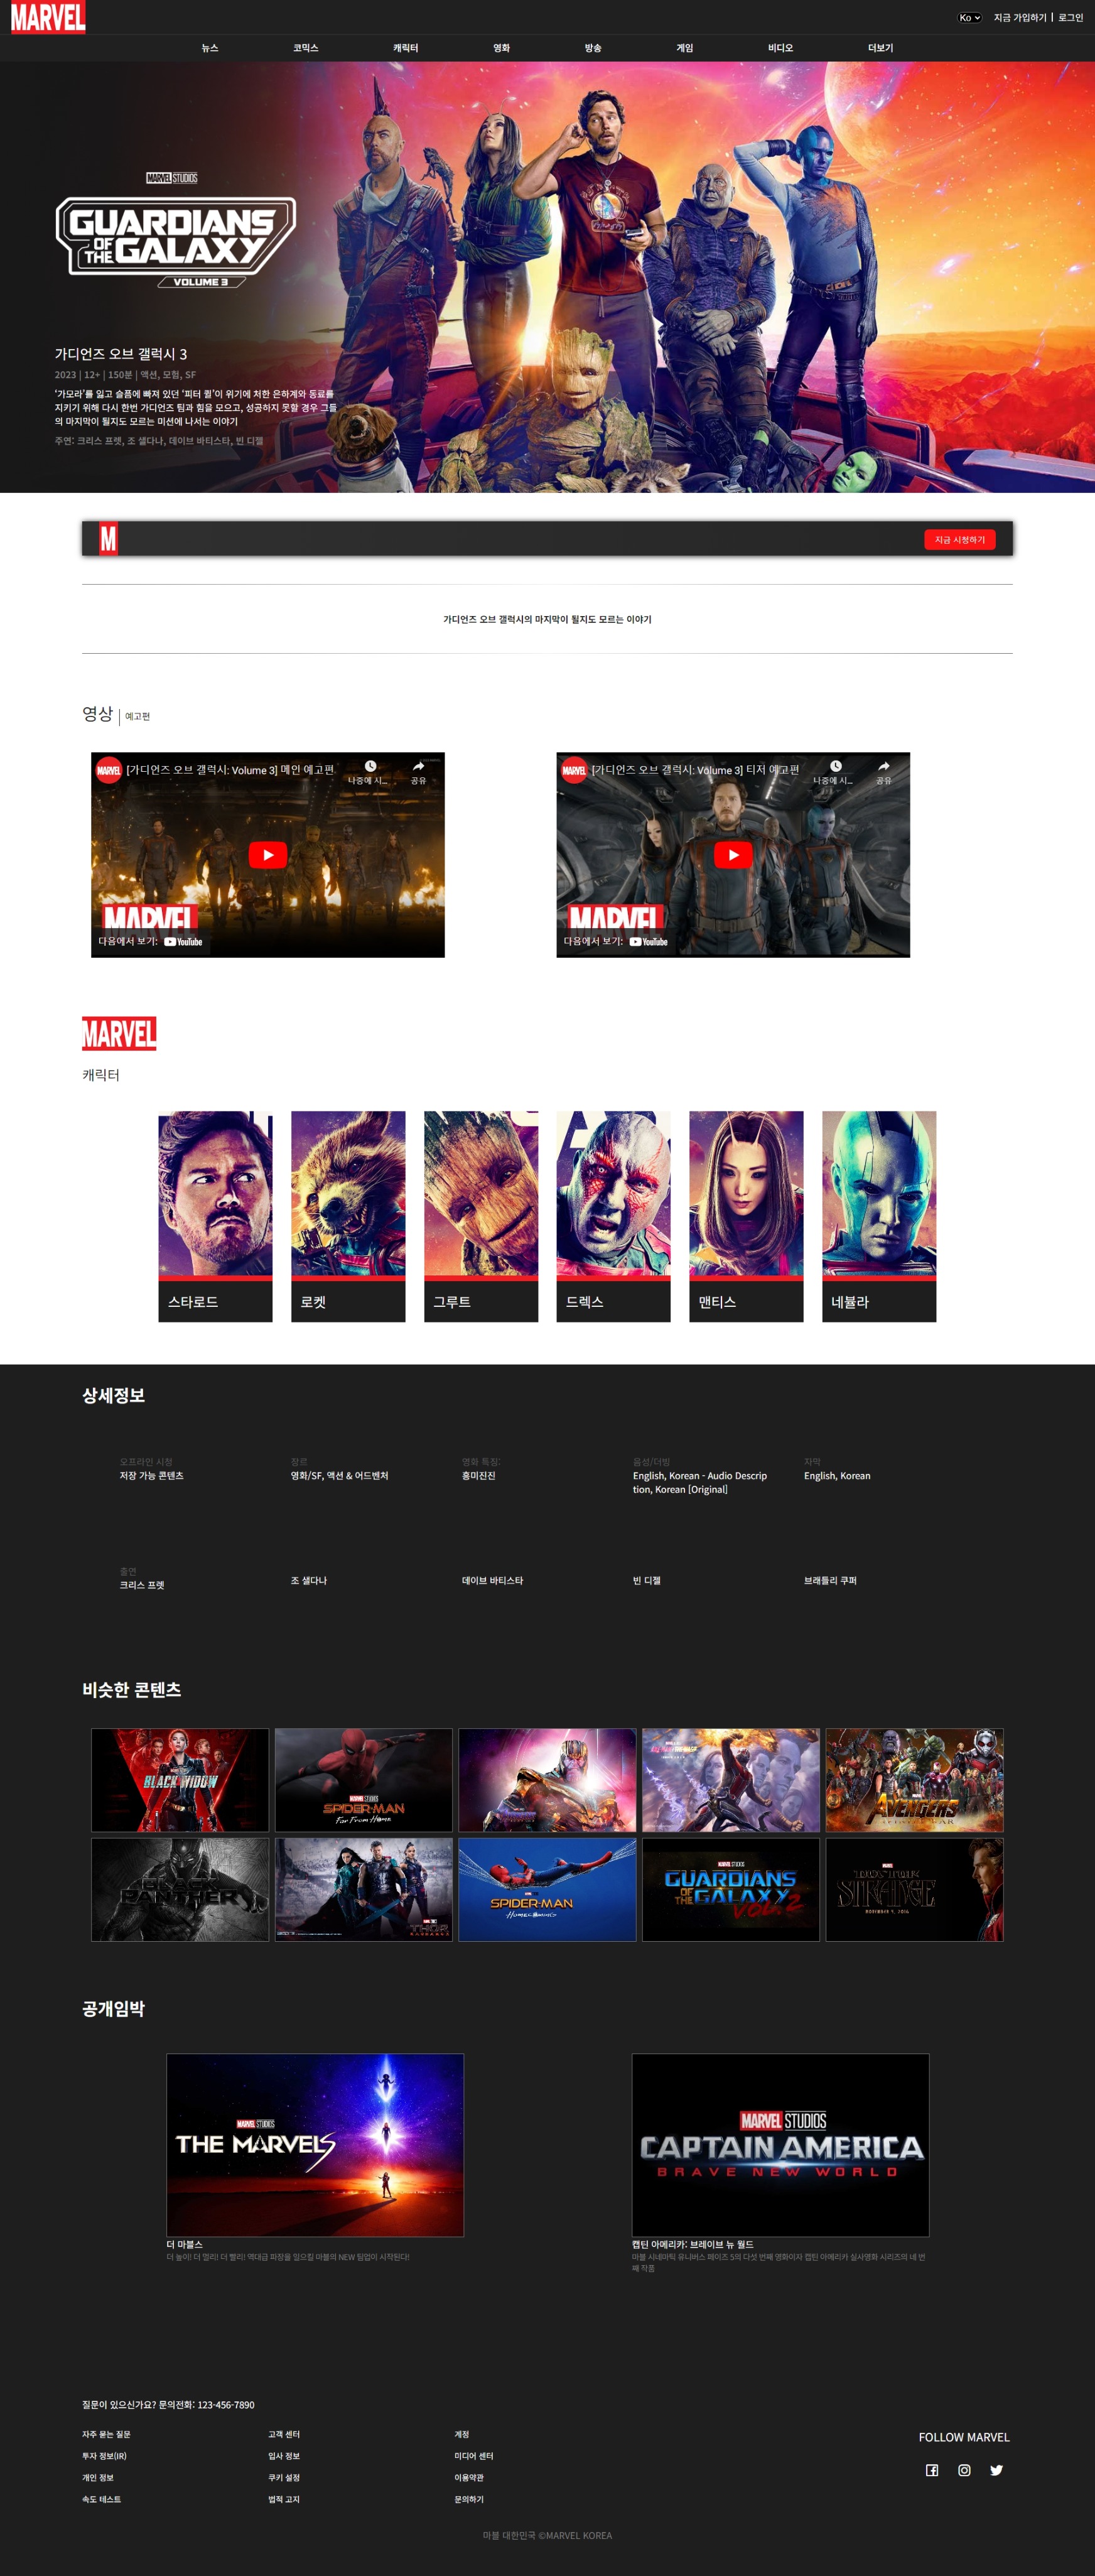 MARVEL
Ko
지금 가입하기 | 로그인
뉴스
코믹스
캐릭터
영화
방송
게임
비디오
더보기
MARVEL STUDIOS
GUARDIANS
OF
THE GALAXY
VOLUME 3
가디언즈 오브 갤럭시 3
2023 | 12+ | 150분 | 액션, 모험, SF
‘가모라’를 잃고 슬픔에 빠져 있던 ‘피터 퀼’이 위기에 처한 은하계와 동료를
지키기 위해 다시 한번 가디언즈 팀과 힘을 모으고, 성공하지 못할 경우 그들
의 마지막이 될지도 모르는 미션에 나서는 이야기
주연: 크리스 프랫, 조 샐다나, 데이브 바티스타, 빈 디젤
M
지금 시청하기
가디언즈 오브 갤럭시의 마지막이 될지도 모르는 이야기
영상
예고편
MARVEL
[가디언즈 오브 갤럭시: Volume 3] 메인 예고편
나중에 시...
공유
MARVEL
다음에서 보기: YouTube
MARVEL
[가디언즈 오브 갤럭시: Volume 3] 티저 예고편
나중에 시...
공유
MARVEL
다음에서 보기: YouTube
MARVEL
캐릭터
스타로드
로켓
그루트
드렉스
맨티스
네뷸라
상세정보
오프라인 시청
저장 가능 콘텐츠
장르
영화/SF, 액션 & 어드벤처
영화 특징:
흥미진진
음성/더빙
English, Korean - Audio Descrip
tion, Korean [Original]
자막
English, Korean
출연
크리스 프랫
조 샐다나
데이브 바티스타
빈 디젤
브래들리 쿠퍼
비슷한 콘텐츠
BLACK WIDOW
MARVEL STUDIOS
SPIDER-MAN
Far From Home
AVENGERS
BLACK
PANTHER
THOR
RAGNAROK
SPIDER-MAN
HOMECOMING
MARVEL STUDIOS
GUARDIANS
OF
THE GALAXY
VOL. 2
DOCTOR
STRANGE
NOVEMBER 4, 2016
공개임박
MARVEL STUDIOS
THE MARVELS
더 마블스
더 높이! 더 멀리! 더 빨리! 역대급 파장을 일으킬 마블의 NEW 팀업이 시작된다!
MARVEL STUDIOS
CAPTAIN AMERICA
BRAVE NEW WORLD
캡틴 아메리카: 브레이브 뉴 월드
마블 시네마틱 유니버스 페이즈 5의 다섯 번째 영화이자 캡틴 아메리카 실사영화 시리즈의 네 번
째 작품
질문이 있으신가요? 문의전화: 123-456-7890
자주 묻는 질문
고객 센터
계정
투자 정보(IR)
입사 정보
미디어 센터
개인 정보
쿠키 설정
이용약관
속도 테스트
법적 고지
문의하기
FOLLOW MARVEL
마블 대한민국 ©MARVEL KOREA